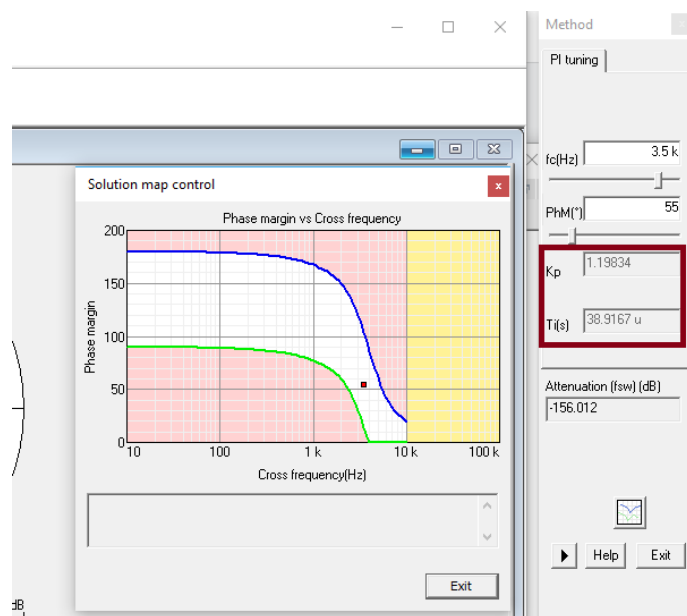 Method
PI tuning
fc(Hz) 3.5 k
PhM(°) 55
Kp 1.19834
Ti(s) 38.9167 u
Attenuation (fsw) (dB)
-156.012
Help Exit
Solution map control
x
Phase margin vs Cross frequency
200
150
100
50
0
Phase margin
10 100 1 k 10 k 100 k
Cross frequency(Hz)
Exit
dB